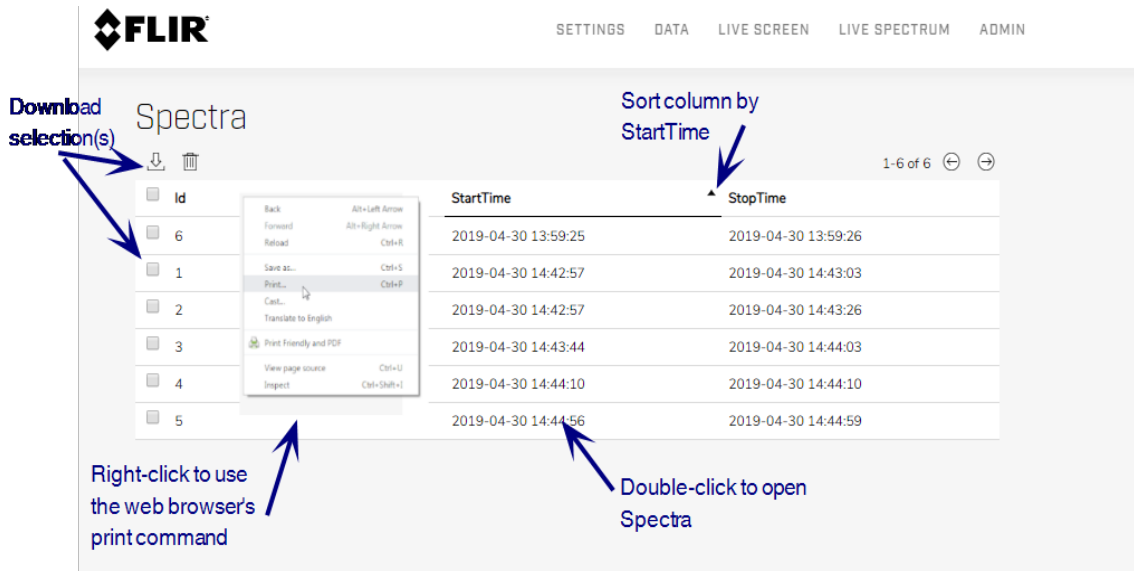 FLIR
SETTINGS DATA LIVE SCREEN LIVE SPECTRUM ADMIN
Download
selection(s)
Spectra
Sort column by
StartTime
1-6 of 6
Id StartTime StopTime
6 2019-04-30 13:59:25 2019-04-30 13:59:26
1 2019-04-30 14:42:57 2019-04-30 14:43:03
2 2019-04-30 14:42:57 2019-04-30 14:43:26
3 2019-04-30 14:43:44 2019-04-30 14:44:03
4 2019-04-30 14:44:10 2019-04-30 14:44:10
5 2019-04-30 14:44:56 2019-04-30 14:44:59
Back Alt+Left Arrow
Forward Alt+Right Arrow
Reload Ctrl+R
Save as... Ctrl+S
Print... Ctrl+P
Cast...
Translate to English
Print Friendly and PDF
View page source Ctrl+U
Inspect Ctrl+Shift+I
Right-click to use
the web browser's
print command
Double-click to open
Spectra